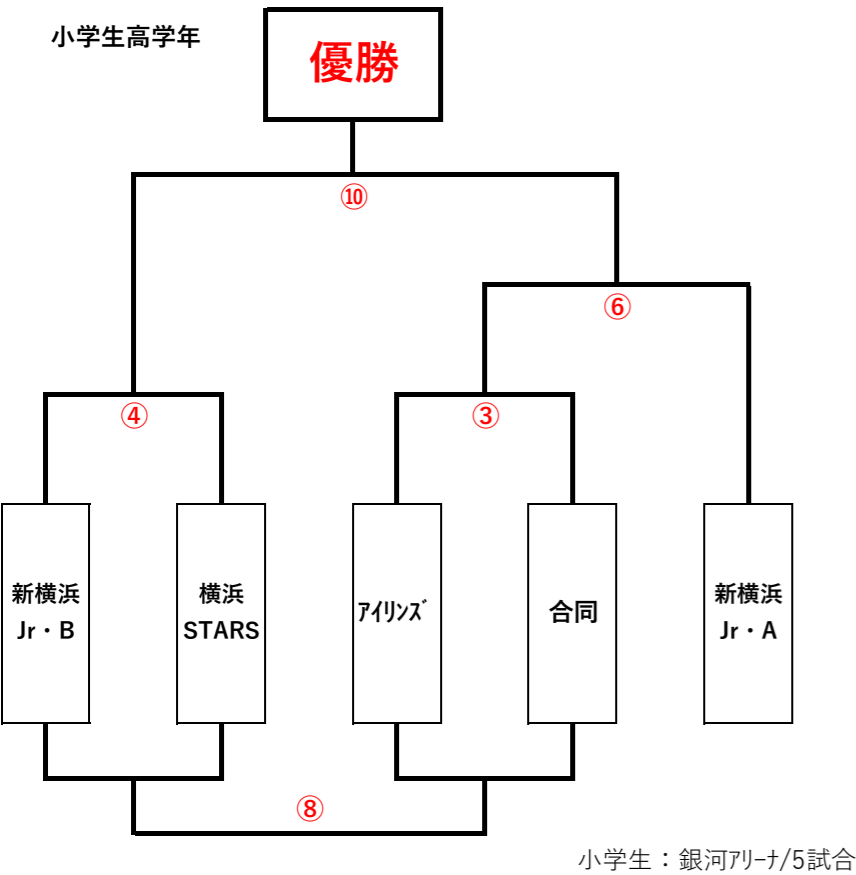 小学生高学年
優勝
⑩
⑥
④
③
新横浜
Jr・B
横浜
STARS
ｱｲﾘﾝｽﾞ
合同
新横浜
Jr・A
⑧
小学生：銀河ｱﾘｰﾅ/5試合